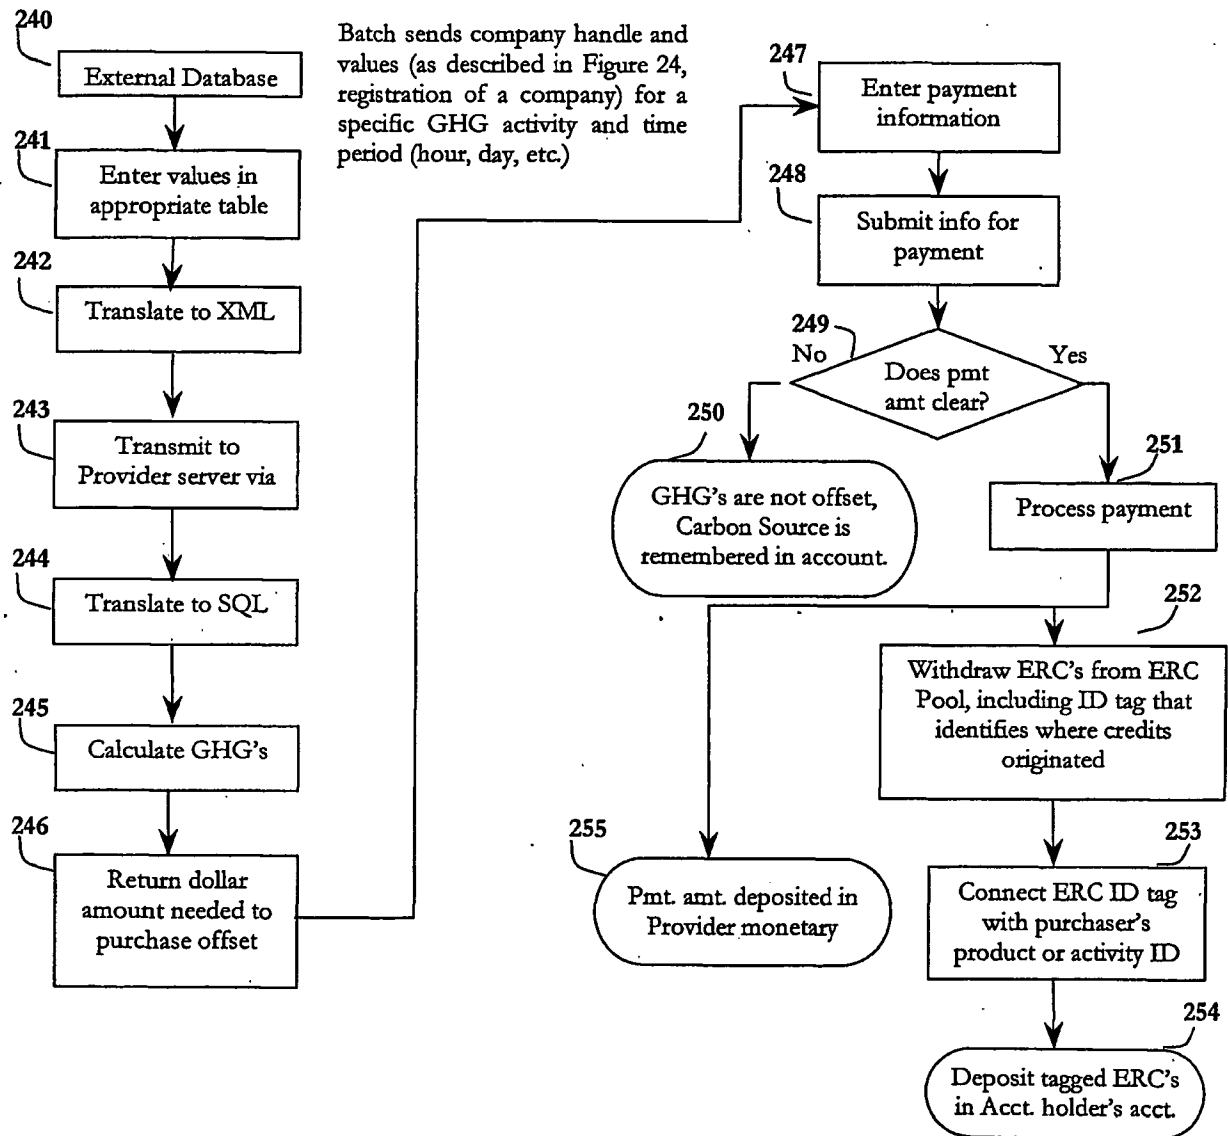 240
External Database
241
Enter values in
appropriate table
242
Translate to XML
243
Transmit to
Provider server via
244
Translate to SQL
245
Calculate GHG's
246
Return dollar
amount needed to
purchase offset
Batch sends company handle and
values (as described in Figure 24,
registration of a company) for a
specific GHG activity and time
period (hour, day, etc.)
247
Enter payment
information
248
Submit info for
payment
249
No
Yes
Does pmt
amt clear?
250
GHG's are not offset,
Carbon Source is
remembered in account.
251
Process payment
252
Withdraw ERC's from ERC
Pool, including ID tag that
identifies where credits
originated
253
Connect ERC ID tag
with purchaser's
product or activity ID
254
Deposit tagged ERC's
in Acct. holder's acct.
255
Pmt. amt. deposited in
Provider monetary